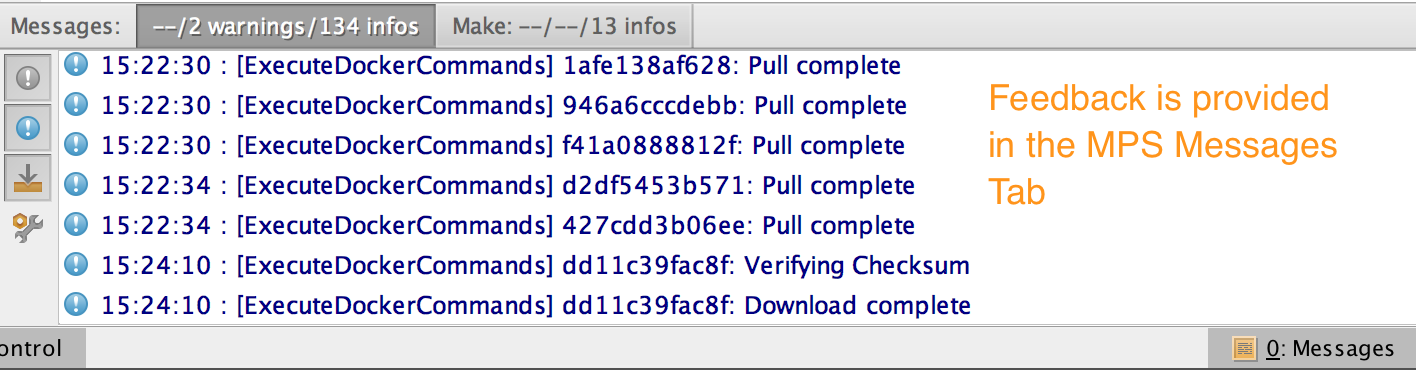 Messages: --/2 warnings/134 infos Make: --/--/13 infos
15:22:30 : [ExecuteDockerCommands] 1afe138af628: Pull complete
15:22:30 : [ExecuteDockerCommands] 946a6cccdebb: Pull complete
15:22:30 : [ExecuteDockerCommands] f41a0888812f: Pull complete
15:22:34 : [ExecuteDockerCommands] d2df5453b571: Pull complete
15:22:34 : [ExecuteDockerCommands] 427cdd3b06ee: Pull complete
15:24:10 : [ExecuteDockerCommands] dd11c39fac8f: Verifying Checksum
15:24:10 : [ExecuteDockerCommands] dd11c39fac8f: Download complete
Feedback is provided
in the MPS Messages
Tab
ontrol
0: Messages